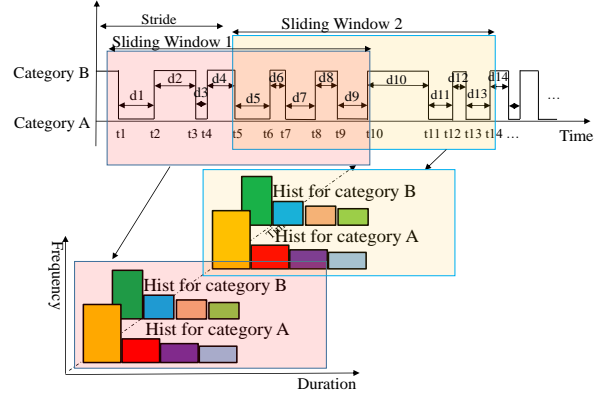 Stride
Sliding Window 2
Sliding Window 1
Category B
d2 d4 d6 d8 d10 d12 d14
d1 d3 d5 d7 d9 d11 d13
...
Category A
t1 t2 t3 t4 t5 t6 t7 t8 t9 t10 t11 t12 t13 t14 ...
Time
Hist for category B
Hist for category A
Frequency
Hist for category B
Hist for category A
Duration